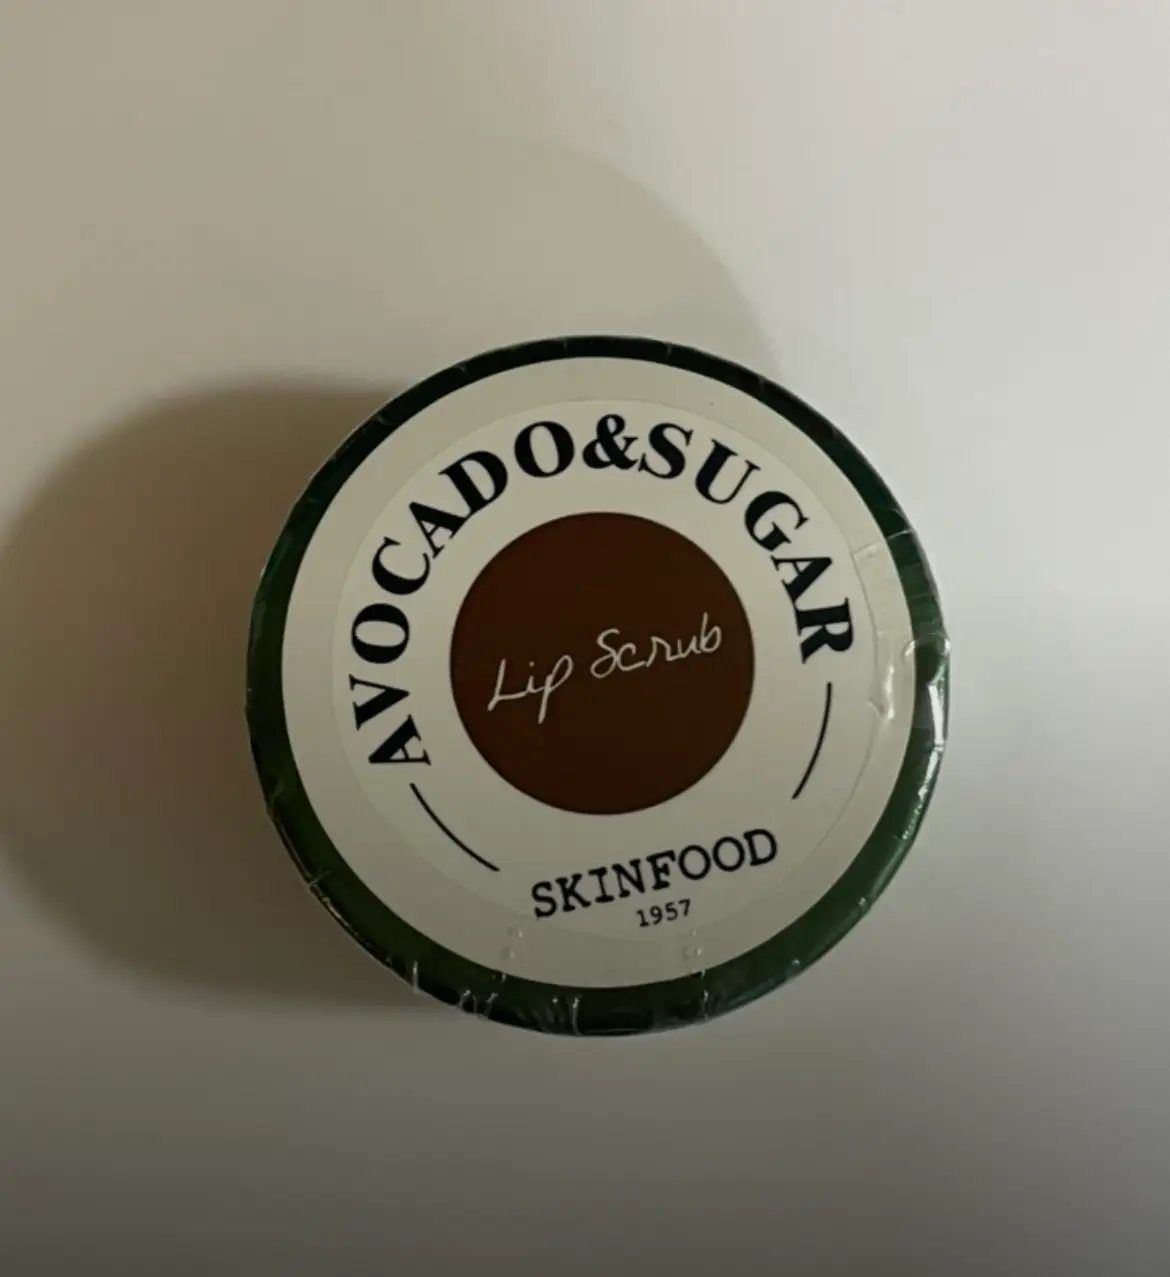 AVOCADO&SUGAR
Lip Scrub
SKINFOOD
1957